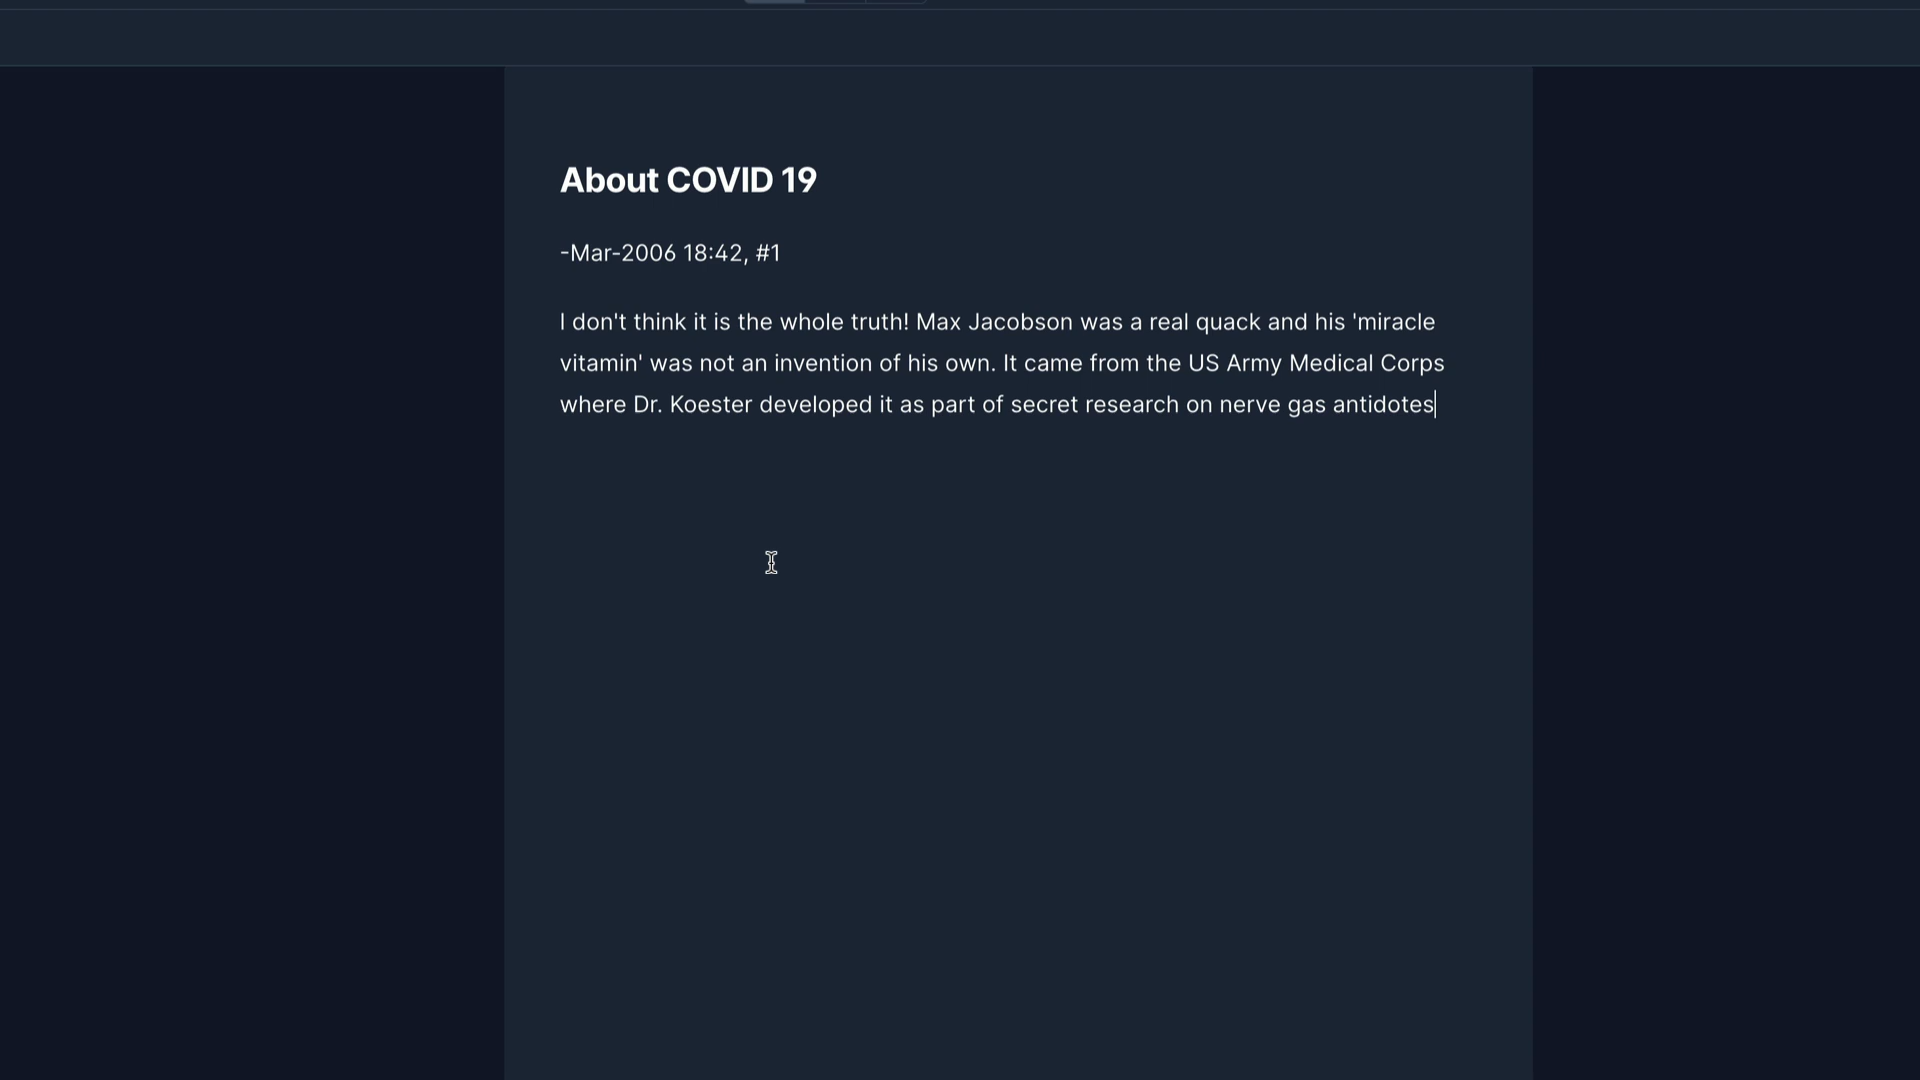 About COVID 19
-Mar-2006 18:42, #1
I don't think it is the whole truth! Max Jacobson was a real quack and his 'miracle
vitamin' was not an invention of his own. It came from the US Army Medical Corps
where Dr. Koester developed it as part of secret research on nerve gas antidotes